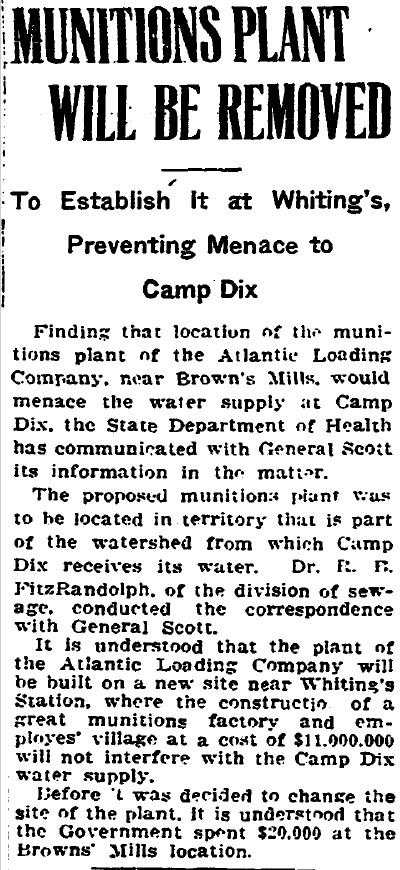 MUNITIONS PLANT
WILL BE REMOVED
To Establish It at Whiting's,
Preventing Menace to
Camp Dix
Finding that location of the muni-
tions plant of the Atlantic Loading
Company, near Brown's Mills, would
menace the water supply at Camp
Dix, the State Department of Health
has communicated with General Scott
its information in the matter.
The proposed munitions plant was
to be located in territory that is part
of the watershed from which Camp
Dix receives its water. Dr. R. B.
FitzRandolph, of the division of sew-
age, conducted the correspondence
with General Scott.
It is understood that the plant of
the Atlantic Loading Company will
be built on a new site near Whiting's
Station, where the constructio of a
great munitions factory and em-
ployes' village at a cost of $11,000,000
will not interfere with the Camp Dix
water supply.
Before 't was decided to change the
site of the plant, it is understood that
the Government spent $20,000 at the
Browns' Mills location.